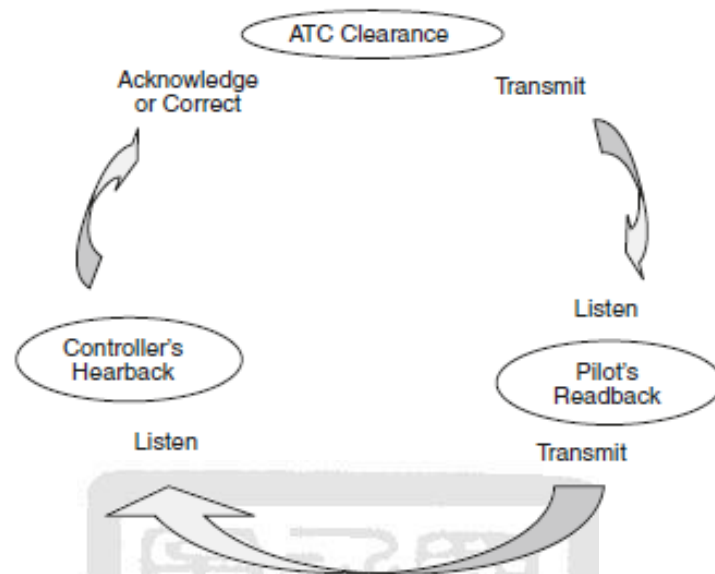 ATC Clearance
Acknowledge
or Correct
Transmit
Listen
Controller's
Hearback
Pilot's
Readback
Listen
Transmit